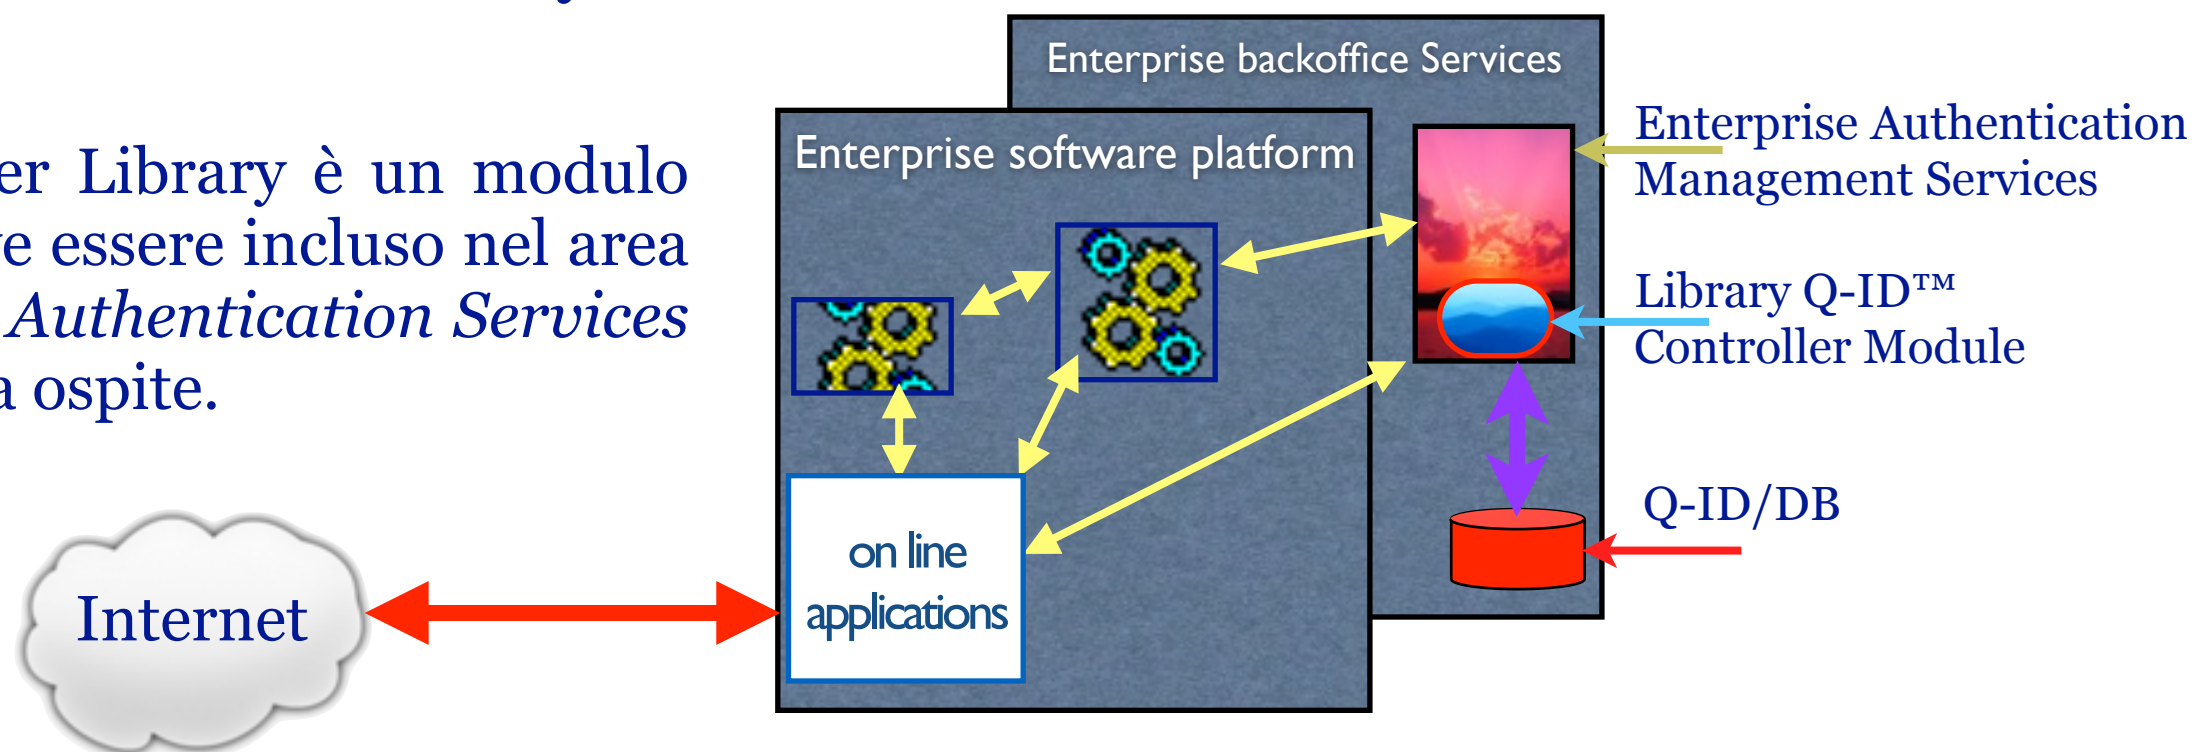 er Library è un modulo
e essere incluso nel area
Authentication Services
a ospite.
Enterprise backoffice Services
Enterprise software platform
Enterprise Authentication
Management Services
Library Q-ID™
Controller Module
Q-ID/DB
on line
applications
Internet